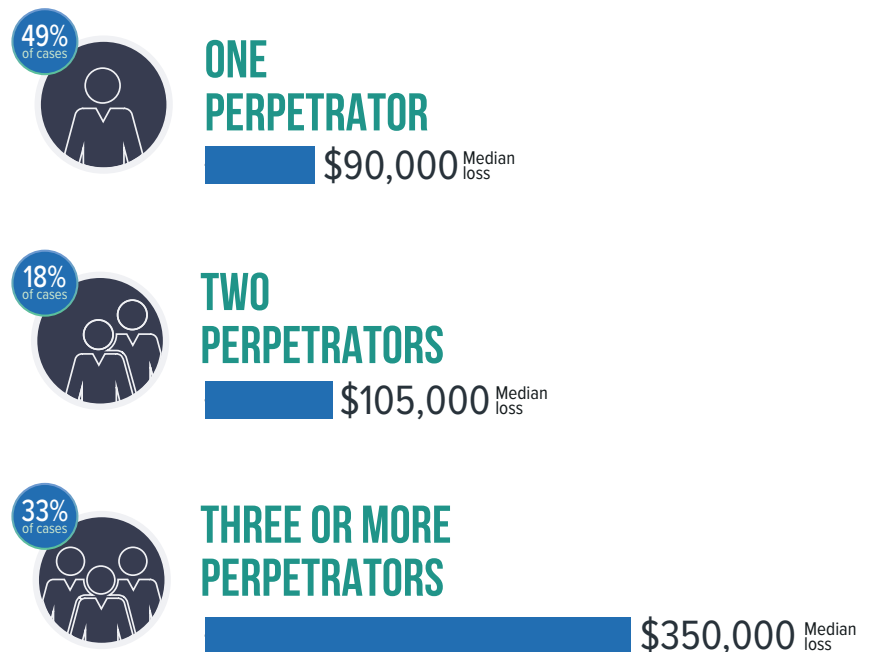 49%
of cases
ONE
PERPETRATOR
$90,000 Median
loss
18%
of cases
TWO
PERPETRATORS
$105,000 Median
loss
33%
of cases
THREE OR MORE
PERPETRATORS
$350,000 Median
loss